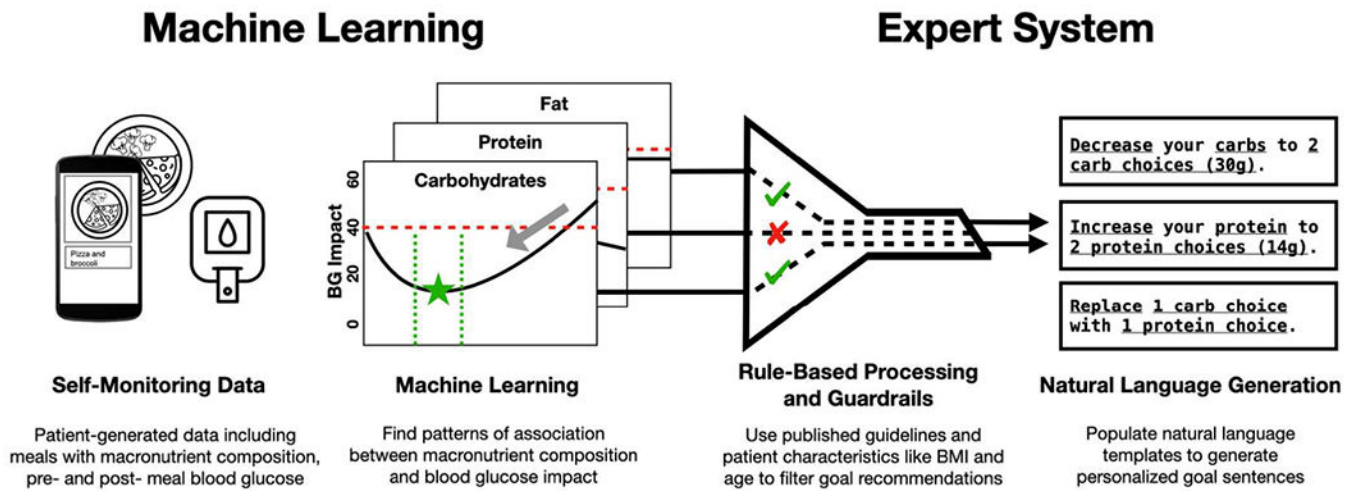 Machine Learning
Expert System
Pizza and
broccoli
Fat
Protein
Carbohydrates
BG Impact
60
40
20
0
Decrease your carbs to 2
carb choices (30g).
Increase your protein to
2 protein choices (14g).
Replace 1 carb choice
with 1 protein choice.
Self-Monitoring Data
Patient-generated data including
meals with macronutrient composition,
pre- and post- meal blood glucose
Machine Learning
Find patterns of association
between macronutrient composition
and blood glucose impact
Rule-Based Processing
and Guardrails
Use published guidelines and
patient characteristics like BMI and
age to filter goal recommendations
Natural Language Generation
Populate natural language
templates to generate
personalized goal sentences